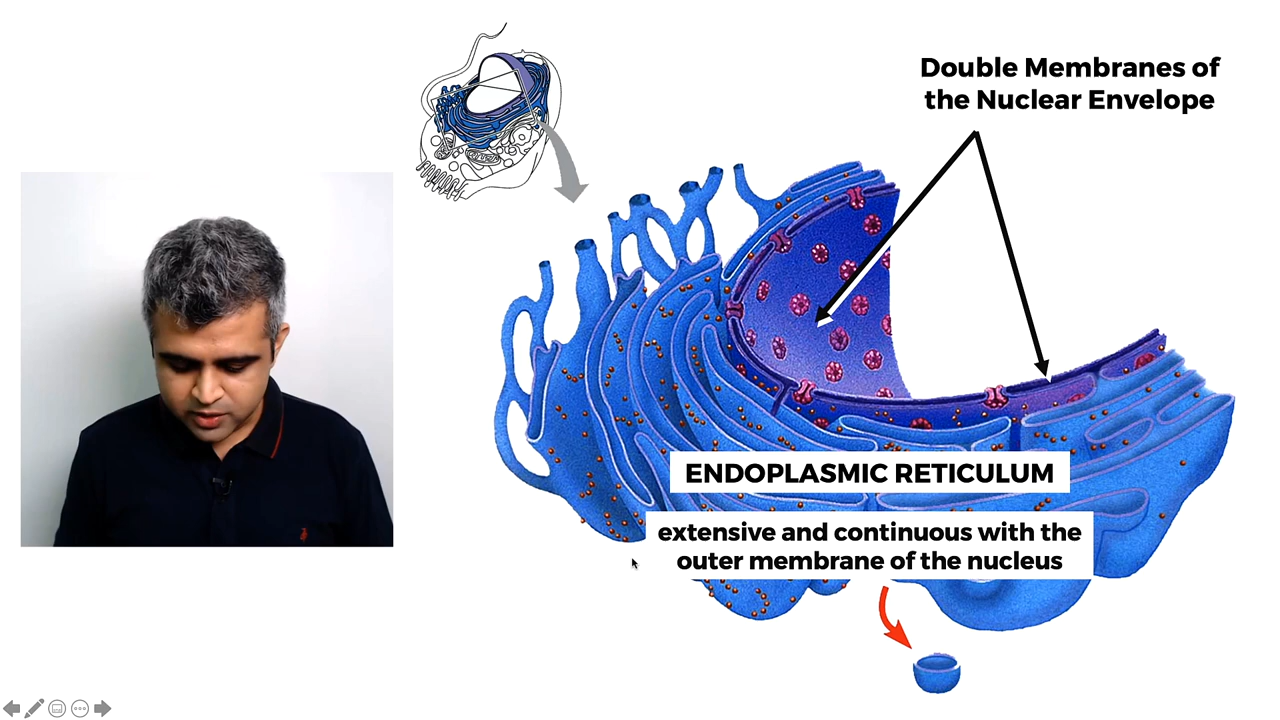 Double Membranes of
the Nuclear Envelope
ENDOPLASMIC RETICULUM
extensive and continuous with the
outer membrane of the nucleus